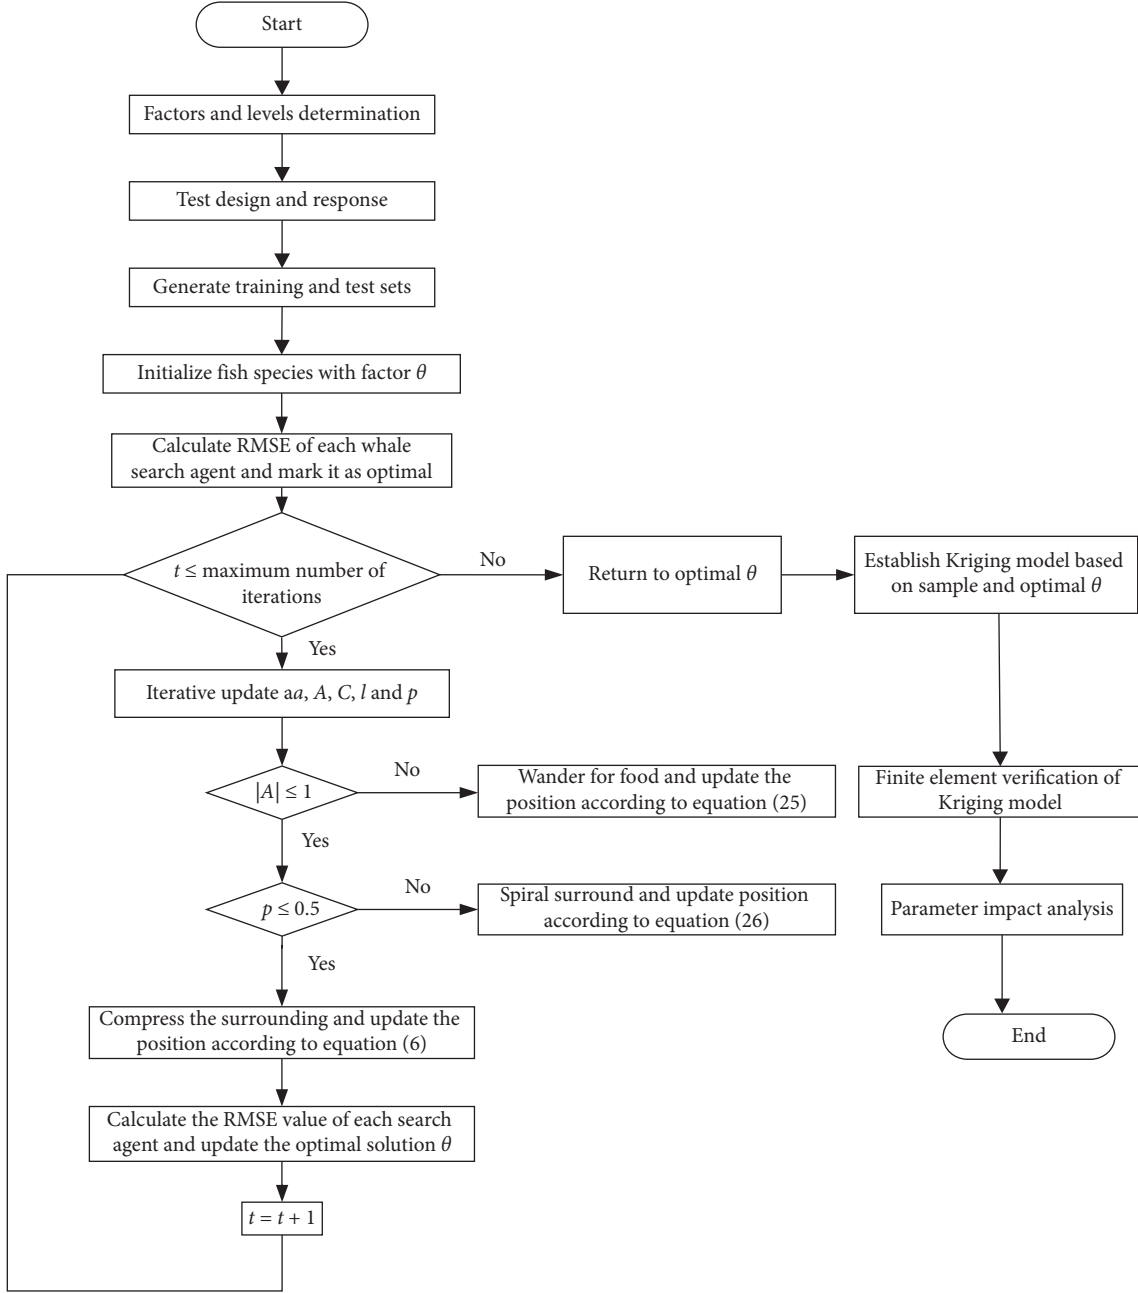 Start
Factors and levels determination
Test design and response
Generate training and test sets
Initialize fish species with factor θ
Calculate RMSE of each whale
search agent and mark it as optimal
t ≤ maximum number of
iterations
No
Return to optimal θ
Establish Kriging model based
on sample and optimal θ
Yes
Iterative update aa, A, C, l and p
|A| ≤ 1
No
Wander for food and update the
position according to equation (25)
Finite element verification of
Kriging model
Yes
p ≤ 0.5
No
Spiral surround and update position
according to equation (26)
Parameter impact analysis
Yes
Compress the surrounding and update the
position according to equation (6)
End
Calculate the RMSE value of each search
agent and update the optimal solution θ
t = t + 1